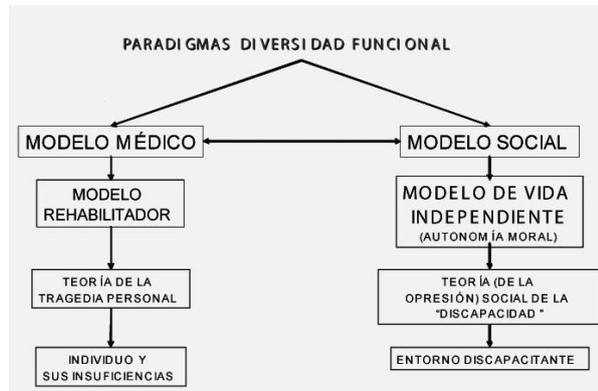 PARADIGMAS DIVERSIDAD FUNCIONAL
MODELO MÉDICO
MODELO SOCIAL
MODELO
REHABILITADOR
MODELO DE VIDA
INDEPENDIENTE
(AUTONOMÍA MORAL)
TEORÍA DE LA
TRAGEDIA PERSONAL
TEORÍA (DE LA
OPRESIÓN) SOCIAL DE LA
"DISCAPACIDAD"
INDIVIDUO Y
SUS INSUFICIENCIAS
ENTORNO DISCAPACITANTE